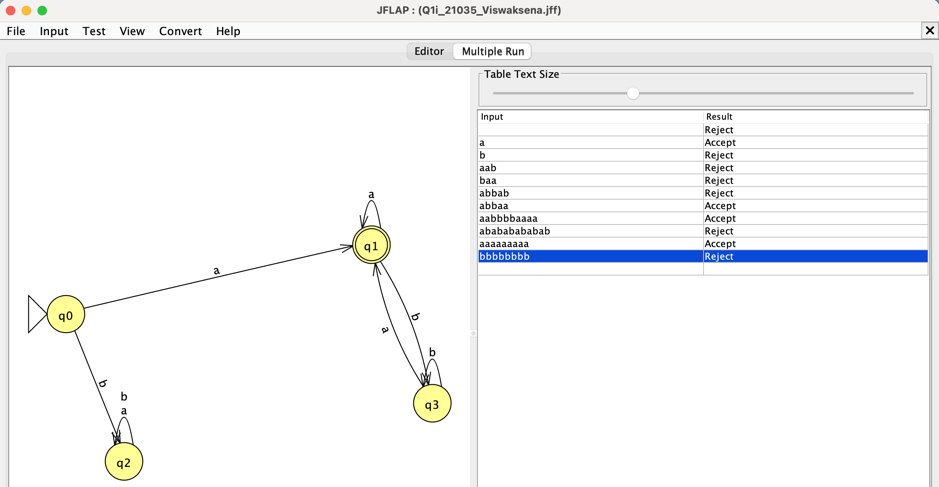 JFLAP : (Q1i_21035_Viswaksena.jff)
File Input Test View Convert Help
Editor Multiple Run
Table Text Size
Input Result
Reject
a Accept
b Reject
aab Reject
baa Reject
abbab Reject
abbaa Accept
aabbbbaaaa Accept
ababababab Reject
aaaaaaaaa Accept
bbbbbbbb Reject
a
q1
a
q0
b
a
b
b
q3
b
a
q2